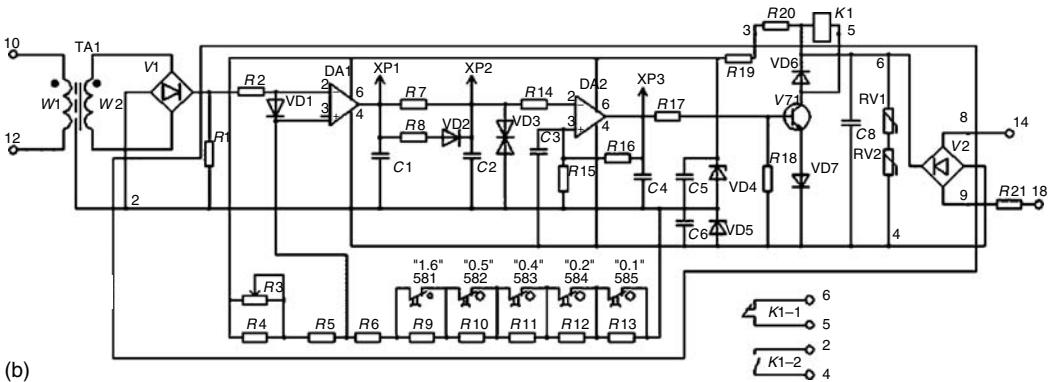 R20 K1
3 5
10 TA1 V1 R2 DA1 XP1 XP2 DA2 XP3 R19 VD6 6
W1 W2 2 6 R7 R14 2 6 R17 V71 RV1 8 14
VD1 3 4 R8 VD2 VD3 C3 3 4 C8 V2
12 R1 R16 R18 RV2
C1 C2 R15 C4 C5 VD4 VD7 9 R21 18
2 C6 VD5 4
"1.6" "0.5" "0.4" "0.2" "0.1"
581 582 583 584 585
R3 6
K1–1
R4 R5 R6 R9 R10 R11 R12 R13 5
2
(b) K1–2
4